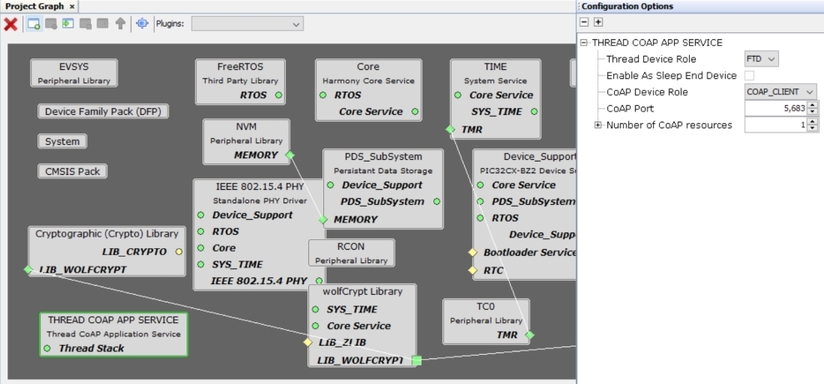 Project Graph ×
Plugins:
EVSYS
Peripheral Library
Device Family Pack (DFP)
System
CMSIS Pack
FreeRTOS
Third Party Library
RTOS
Core
Harmony Core Service
RTOS
Core Service
TIME
System Service
Core Service
SYS_TIME
TMR
NVM
Peripheral Library
MEMORY
PDS_SubSystem
Persistant Data Storage
Device_Support
PDS_SubSystem
MEMORY
Device_Support
PIC32CX-BZ2 Device S
Core Service
PDS_SubSystem
RTOS
Device_Supp
Bootloader Service
RTC
IEEE 802.15.4 PHY
Standalone PHY Driver
Device_Support
RTOS
Core
SYS_TIME
IEEE 802.15.4 PHY
RCON
Peripheral Library
Cryptographic (Crypto) Library
LIB_CRYPTO
LIB_WOLFCRYPT
wolfCrypt Library
SYS_TIME
Core Service
LIB_ZLIB
LIB_WOLFCRYPT
TC0
Peripheral Library
TMR
THREAD COAP APP SERVICE
Thread CoAP Application Service
Thread Stack
Configuration Options
THREAD COAP APP SERVICE
Thread Device Role FTD
Enable As Sleep End Device
CoAP Device Role COAP_CLIENT
CoAP Port 5,683
Number of CoAP resources 1